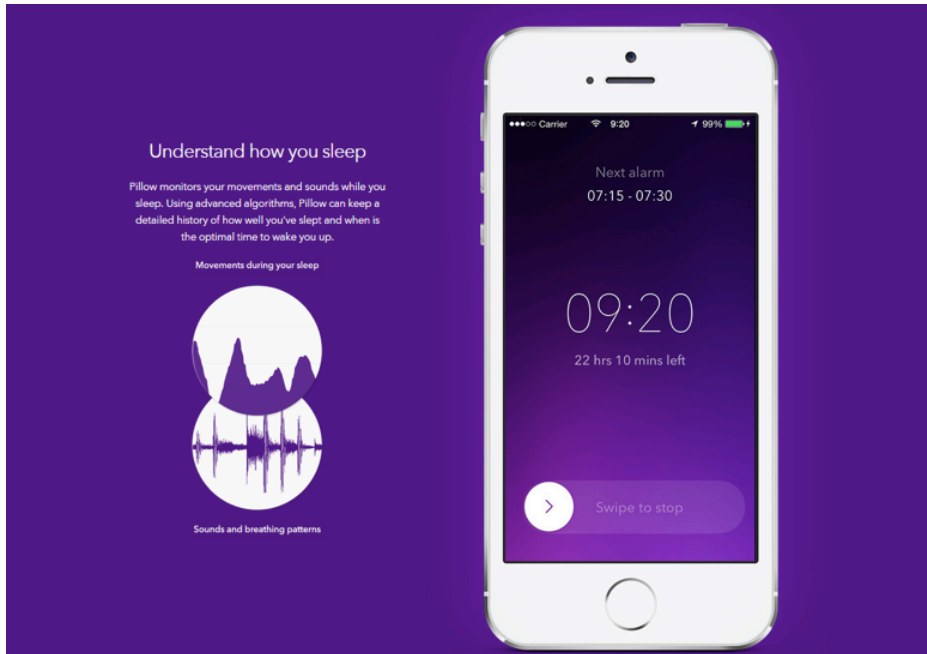 Understand how you sleep
Pillow monitors your movements and sounds while you
sleep. Using advanced algorithms, Pillow can keep a
detailed history of how well you've slept and when is
the optimal time to wake you up.
Movements during your sleep
Sounds and breathing patterns
Carrier 9:20 99%
Next alarm
07:15 - 07:30
09:20
22 hrs 10 mins left
Swipe to stop